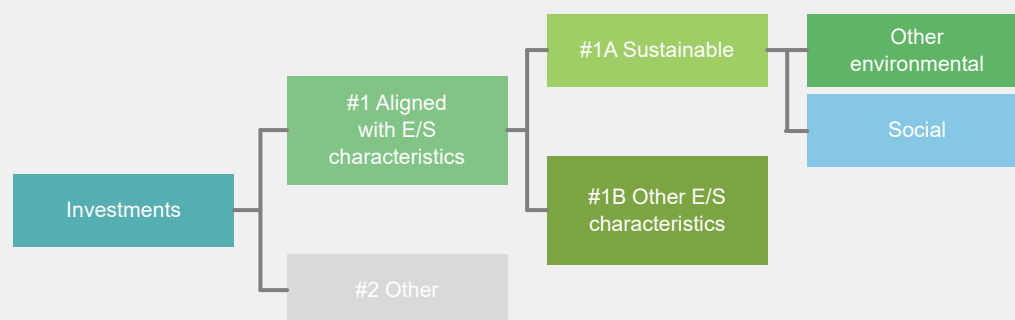 Investments
#1 Aligned
with E/S
characteristics
#2 Other
#1A Sustainable
#1B Other E/S
characteristics
Other
environmental
Social